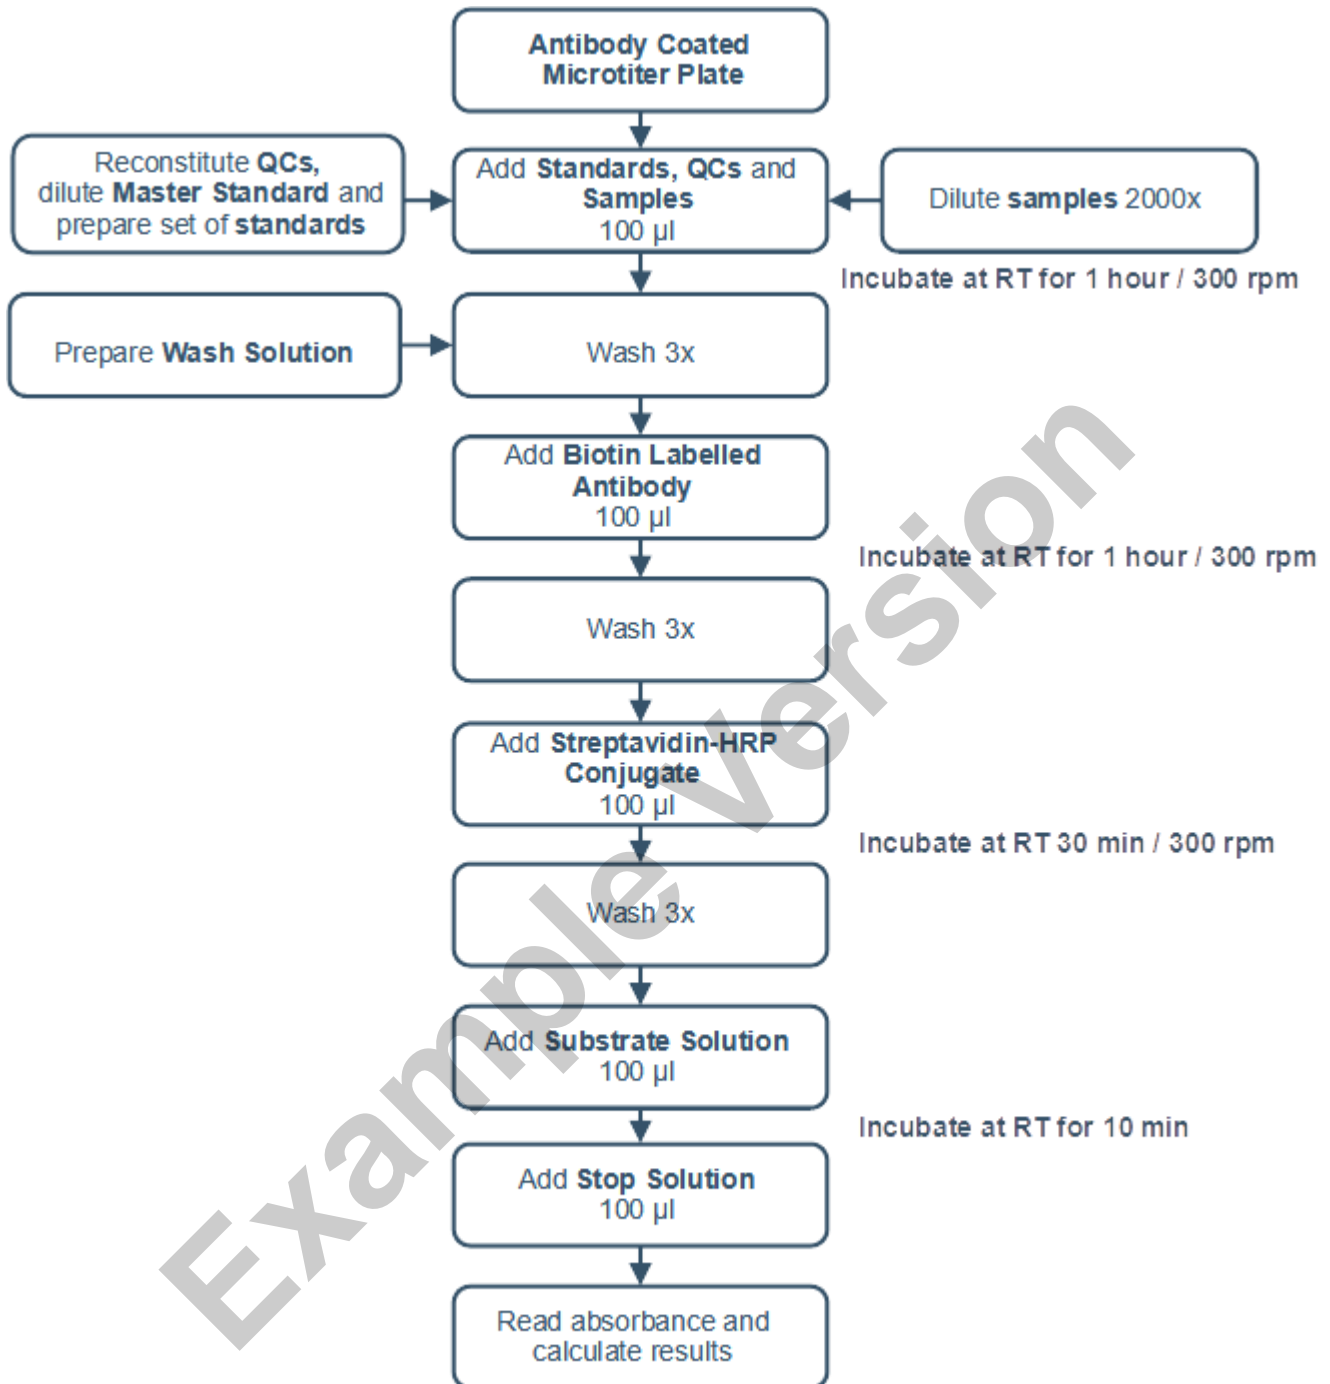 Antibody Coated
Microtiter Plate
Reconstitute QCs,
dilute Master Standard and
prepare set of standards
Add Standards, QCs and
Samples
100 µl
Dilute samples 2000x
Incubate at RT for 1 hour / 300 rpm
Prepare Wash Solution
Wash 3x
Add Biotin Labelled
Antibody
100 µl
Incubate at RT for 1 hour / 300 rpm
Wash 3x
Add Streptavidin-HRP
Conjugate
100 µl
Incubate at RT 30 min / 300 rpm
Wash 3x
Add Substrate Solution
100 µl
Incubate at RT for 10 min
Add Stop Solution
100 µl
Read absorbance and
calculate results
Example Version